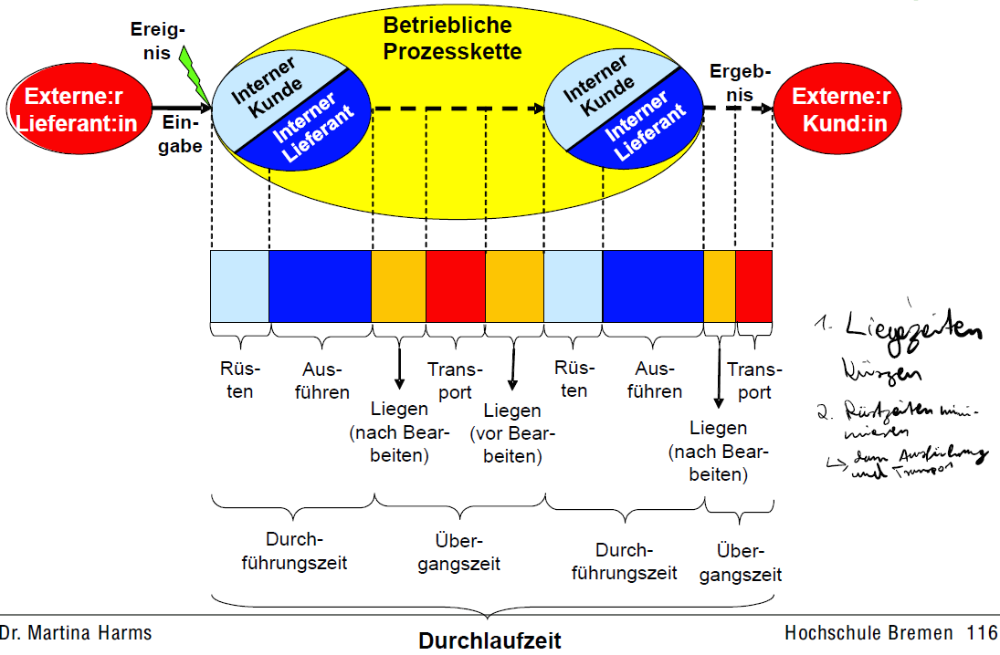 Betriebliche
Prozesskette
Ereig-
nis
Externe:r
Lieferant:in
Ein-
gabe
Interner
Kunde
Interner
Lieferant
Interner
Kunde
Interner
Lieferant
Ergeb-
nis
Externe:r
Kund:in
Rüs-
ten
Aus-
führen
Liegen
(nach Bear-
beiten)
Trans-
port
Liegen
(vor Bear-
beiten)
Rüs-
ten
Aus-
führen
Liegen
(nach Bear-
beiten)
Trans-
port
1. Liegezeiten
kürzen
2. Rüstzeiten mini-
mieren
↳ dann Ausführung
und Transport
Durch-
führungszeit
Über-
gangszeit
Durch-
führungszeit
Über-
gangszeit
Durchlaufzeit
Dr. Martina Harms
Hochschule Bremen 116